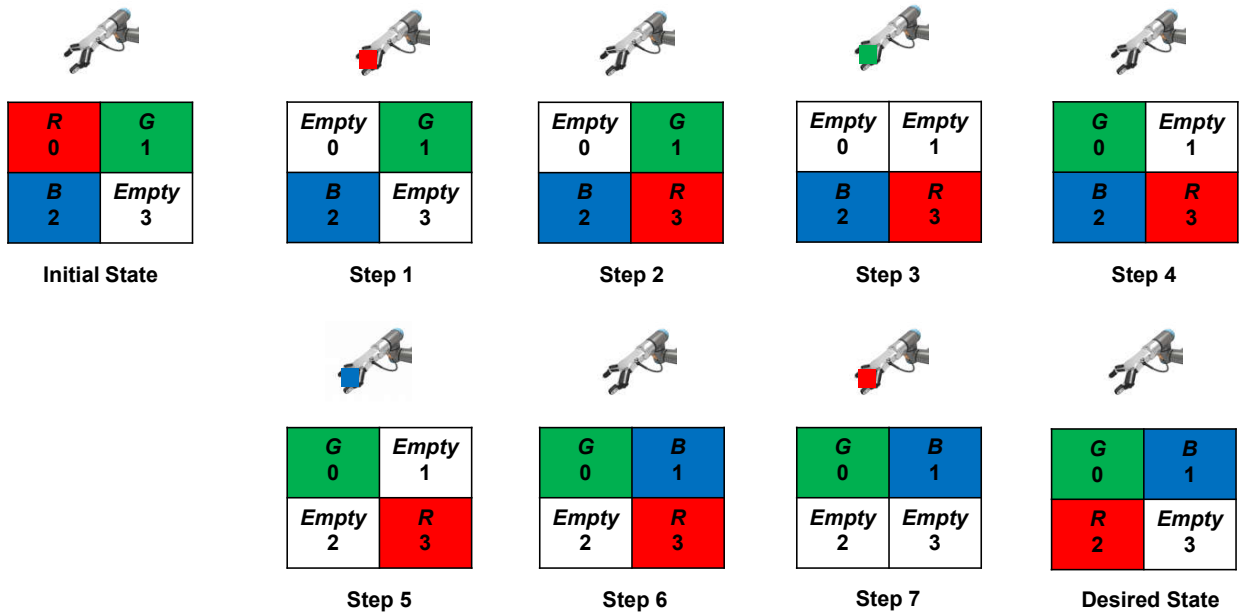 R G
0 1
B Empty
2 3
Initial State
Empty G
0 1
B Empty
2 3
Step 1
Empty G
0 1
B R
2 3
Step 2
Empty Empty
0 1
B R
2 3
Step 3
G Empty
0 1
B R
2 3
Step 4
G Empty
0 1
Empty R
2 3
Step 5
G B
0 1
Empty R
2 3
Step 6
G B
0 1
Empty Empty
2 3
Step 7
G B
0 1
R Empty
2 3
Desired State